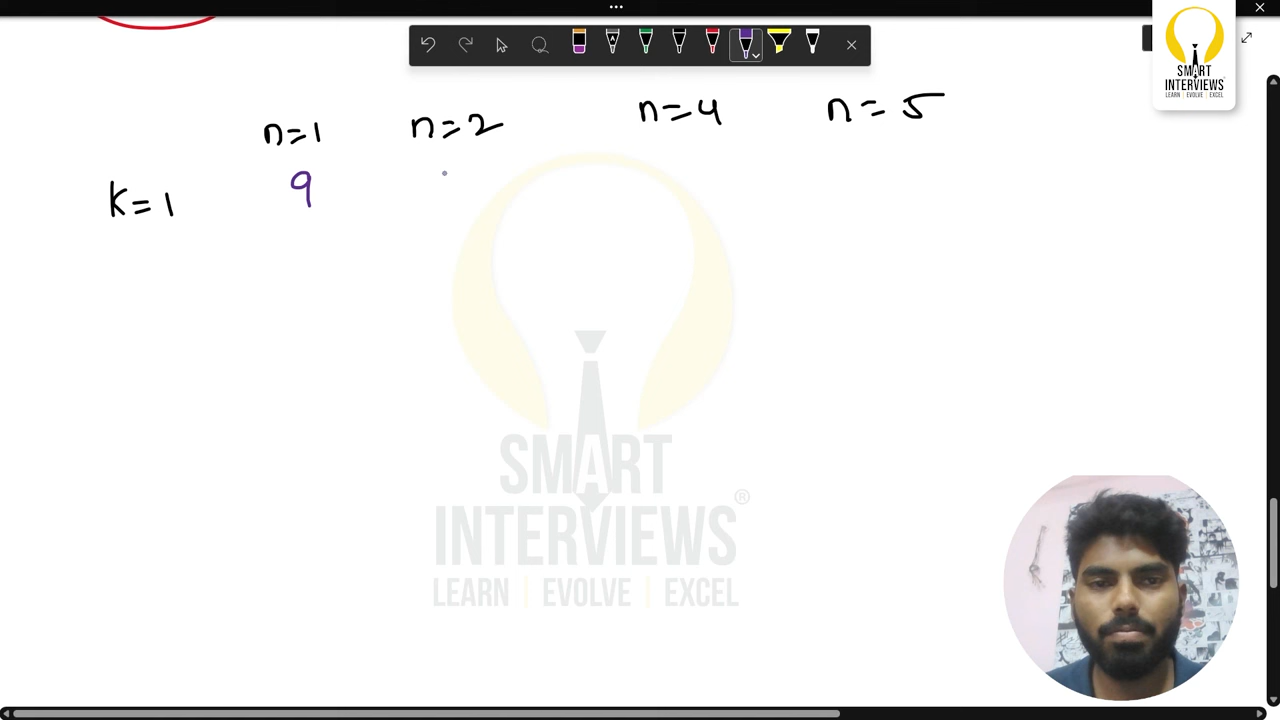 SMART
INTERVIEWS
LEARN | EVOLVE | EXCEL
n=1 n=2 n=4 n=5
K=1 9
SMART
INTERVIEWS®
LEARN | EVOLVE | EXCEL